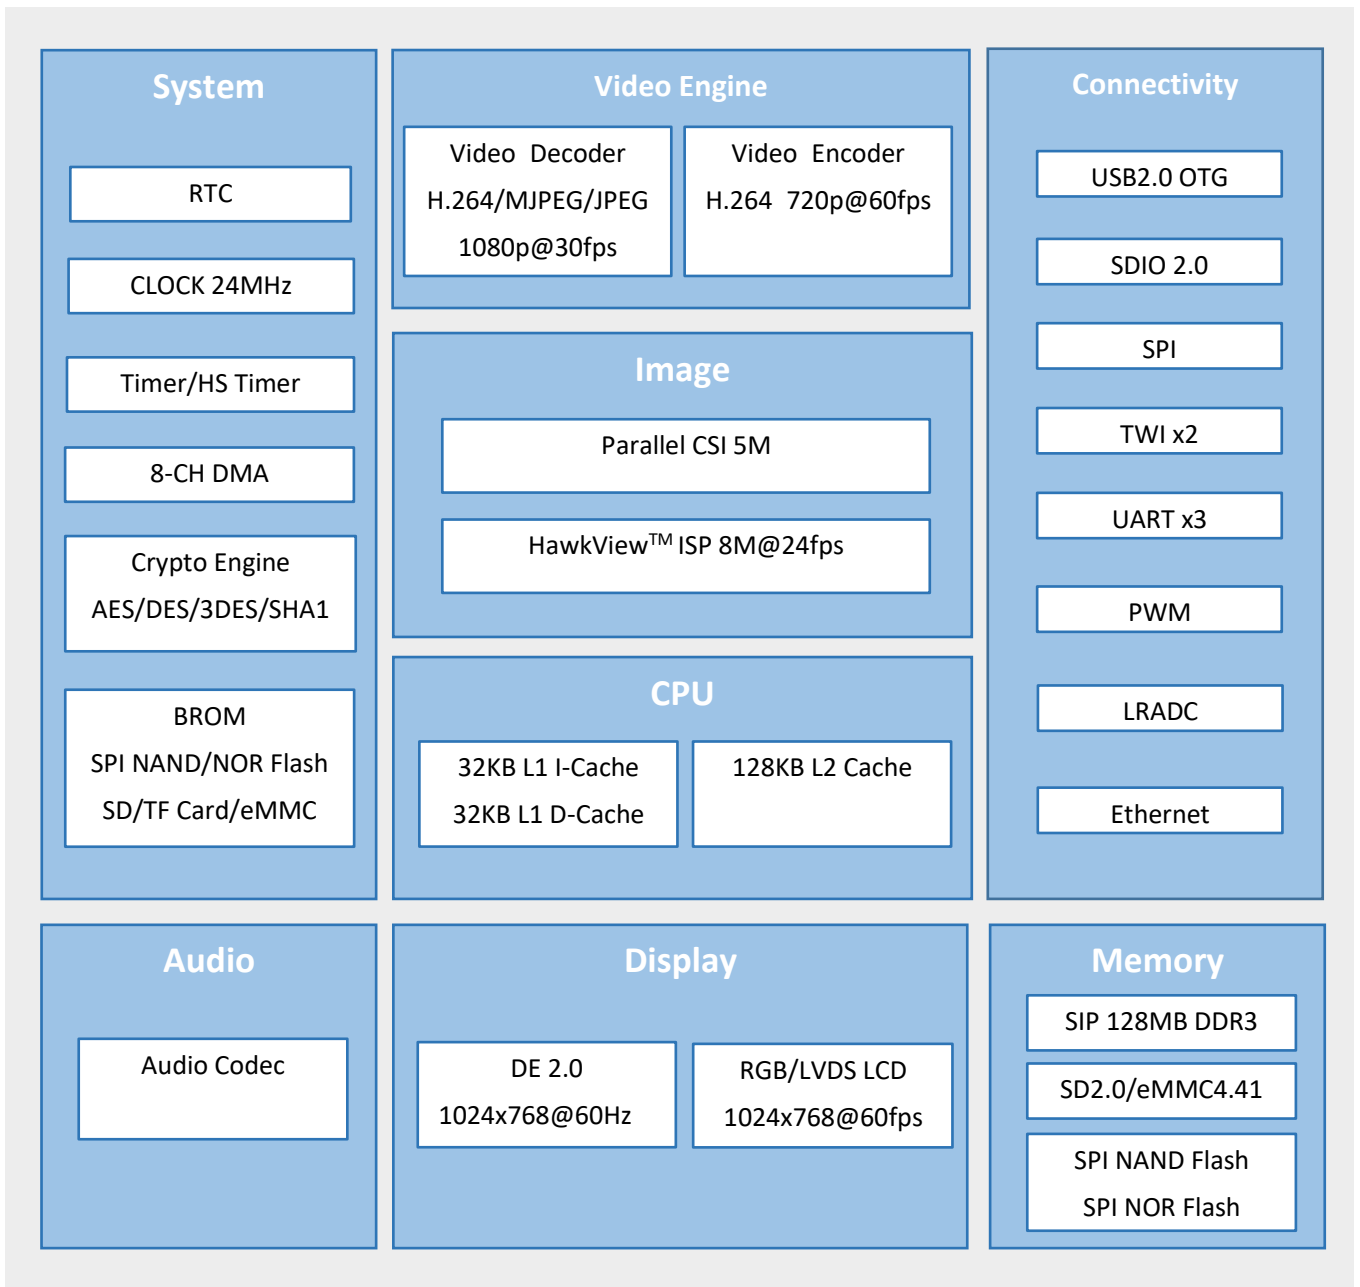 System
RTC
CLOCK 24MHz
Timer/HS Timer
8-CH DMA
Crypto Engine
AES/DES/3DES/SHA1
BROM
SPI NAND/NOR Flash
SD/TF Card/eMMC
Video Engine
Video Decoder
H.264/MJPEG/JPEG
1080p@30fps
Video Encoder
H.264 720p@60fps
Image
Parallel CSI 5M
HawkView™ ISP 8M@24fps
CPU
32KB L1 I-Cache
32KB L1 D-Cache
128KB L2 Cache
Connectivity
USB2.0 OTG
SDIO 2.0
SPI
TWI x2
UART x3
PWM
LRADC
Ethernet
Audio
Audio Codec
Display
DE 2.0
1024x768@60Hz
RGB/LVDS LCD
1024x768@60fps
Memory
SIP 128MB DDR3
SD2.0/eMMC4.41
SPI NAND Flash
SPI NOR Flash